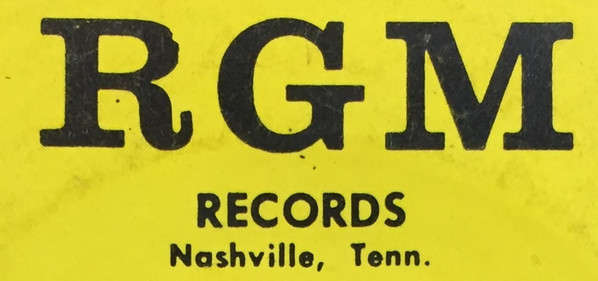 RGM
RECORDS
Nashville, Tenn.